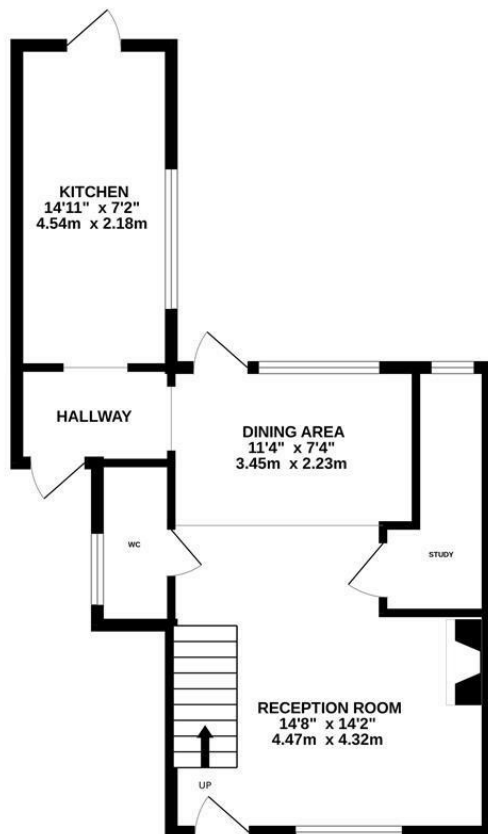 KITCHEN
14'11" x 7'2"
4.54m x 2.18m
HALLWAY
DINING AREA
11'4" x 7'4"
3.45m x 2.23m
WC
STUDY
RECEPTION ROOM
14'8" x 14'2"
4.47m x 4.32m
UP